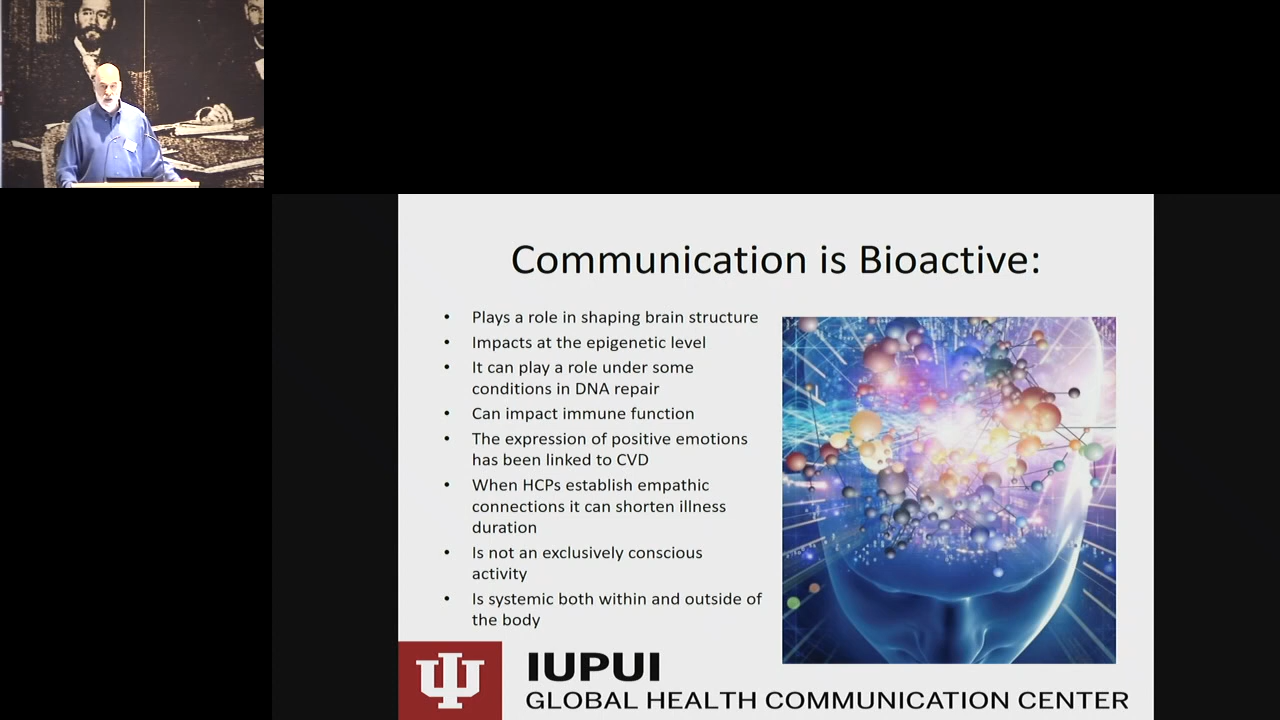 Communication is Bioactive:
• Plays a role in shaping brain structure
• Impacts at the epigenetic level
• It can play a role under some
conditions in DNA repair
• Can impact immune function
• The expression of positive emotions
has been linked to CVD
• When HCPs establish empathic
connections it can shorten illness
duration
• Is not an exclusively conscious
activity
• Is systemic both within and outside of
the body
IUPUI
GLOBAL HEALTH COMMUNICATION CENTER